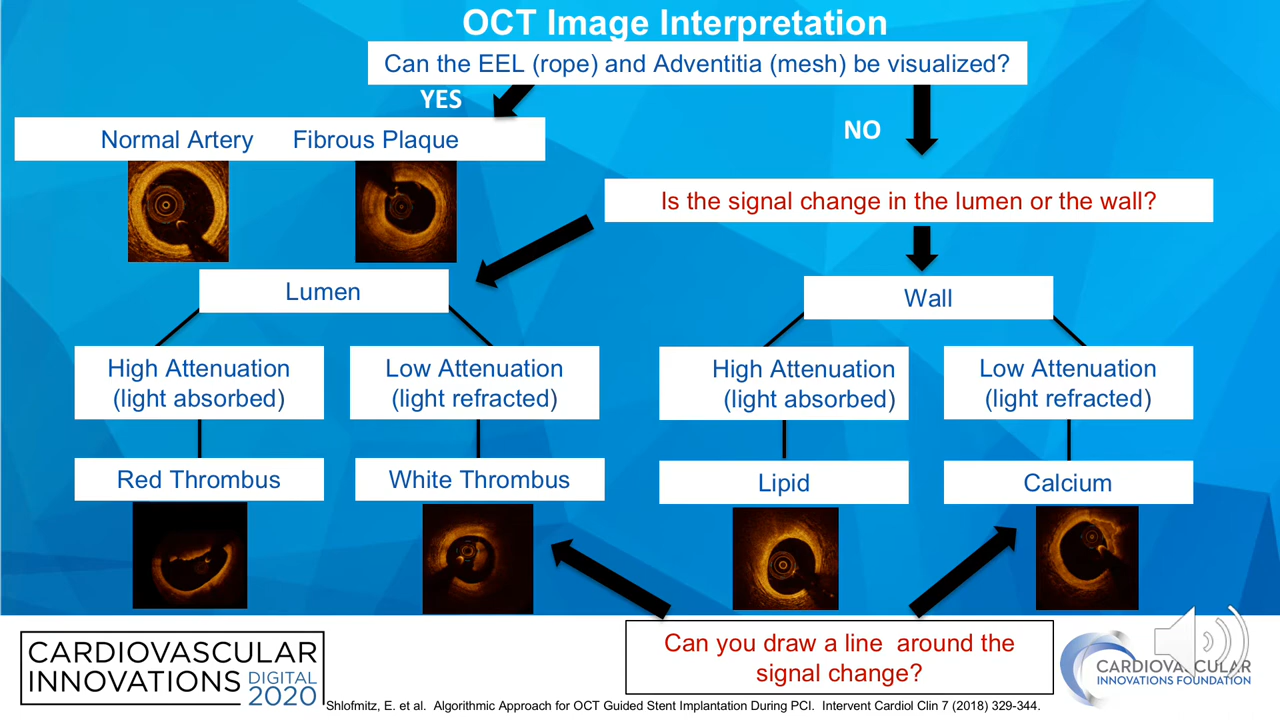 OCT Image Interpretation
Can the EEL (rope) and Adventitia (mesh) be visualized?
YES
NO
Normal Artery Fibrous Plaque
Is the signal change in the lumen or the wall?
Lumen
Wall
High Attenuation
(light absorbed)
Low Attenuation
(light refracted)
High Attenuation
(light absorbed)
Low Attenuation
(light refracted)
Red Thrombus
White Thrombus
Lipid
Calcium
Can you draw a line around the
signal change?
CARDIOVASCULAR
INNOVATIONS DIGITAL
2020
CARDIOVASCULAR
INNOVATIONS FOUNDATION
Shlofmitz, E. et al. Algorithmic Approach for OCT Guided Stent Implantation During PCI. Intervent Cardiol Clin 7 (2018) 329-344.